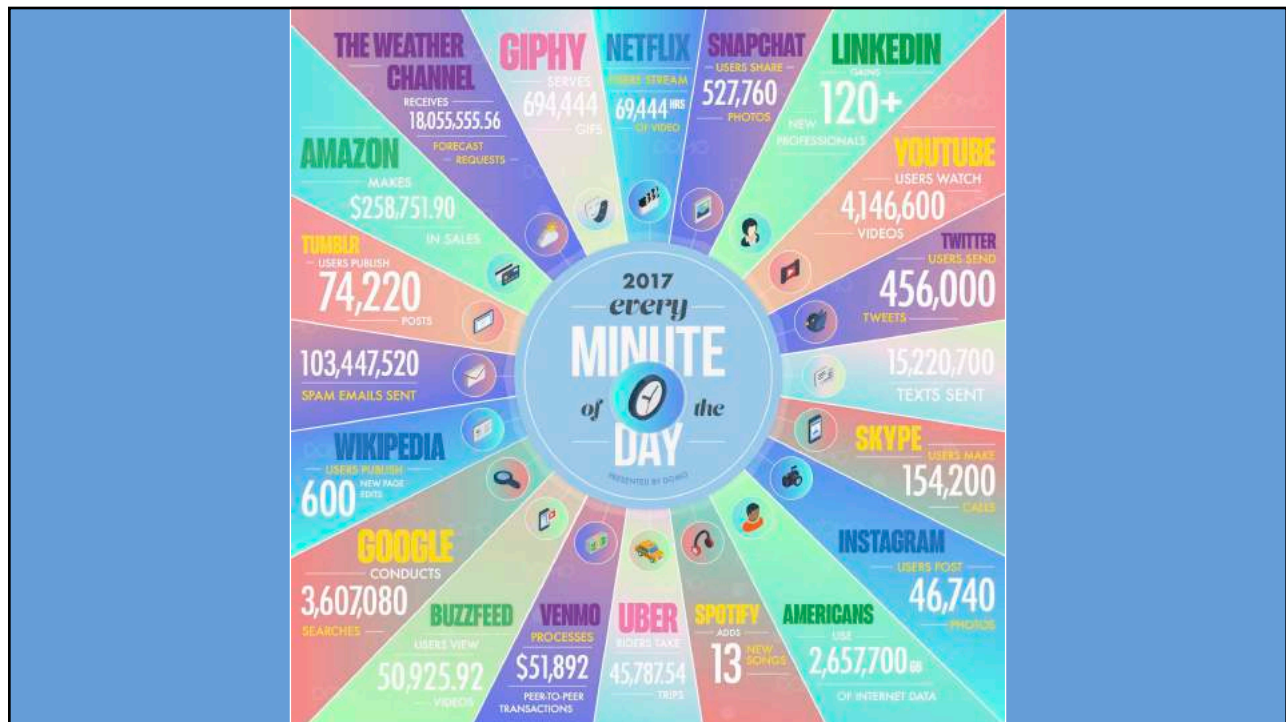 THE WEATHER
CHANNEL
RECEIVES
18,055,555.56
FORECAST
REQUESTS
GIPHY
SERVES
694,444
GIFS
NETFLIX
USERS STREAM
69,444 HRS
OF VIDEO
SNAPCHAT
USERS SHARE
527,760
PHOTOS
LINKEDIN
GAINS
120+
NEW
PROFESSIONALS
YOUTUBE
USERS WATCH
4,146,600
VIDEOS
TWITTER
USERS SEND
456,000
TWEETS
15,220,700
TEXTS SENT
SKYPE
USERS MAKE
154,200
CALLS
INSTAGRAM
USERS POST
46,740
PHOTOS
AMERICANS
USE
2,657,700 GB
OF INTERNET DATA
SPOTIFY
ADDS
13 NEW
SONGS
UBER
RIDERS TAKE
45,787.54
TRIPS
VENMO
PROCESSES
$51,892
PEER-TO-PEER
TRANSACTIONS
BUZZFEED
USERS VIEW
50,925.92
VIDEOS
GOOGLE
CONDUCTS
3,607,080
SEARCHES
WIKIPEDIA
USERS PUBLISH
600 NEW PAGE
EDITS
103,447,520
SPAM EMAILS SENT
TUMBLR
USERS PUBLISH
74,220
POSTS
AMAZON
MAKES
$258,751.90
IN SALES
2017
every
MINUTE
of the
DAY
PRESENTED BY DOMO